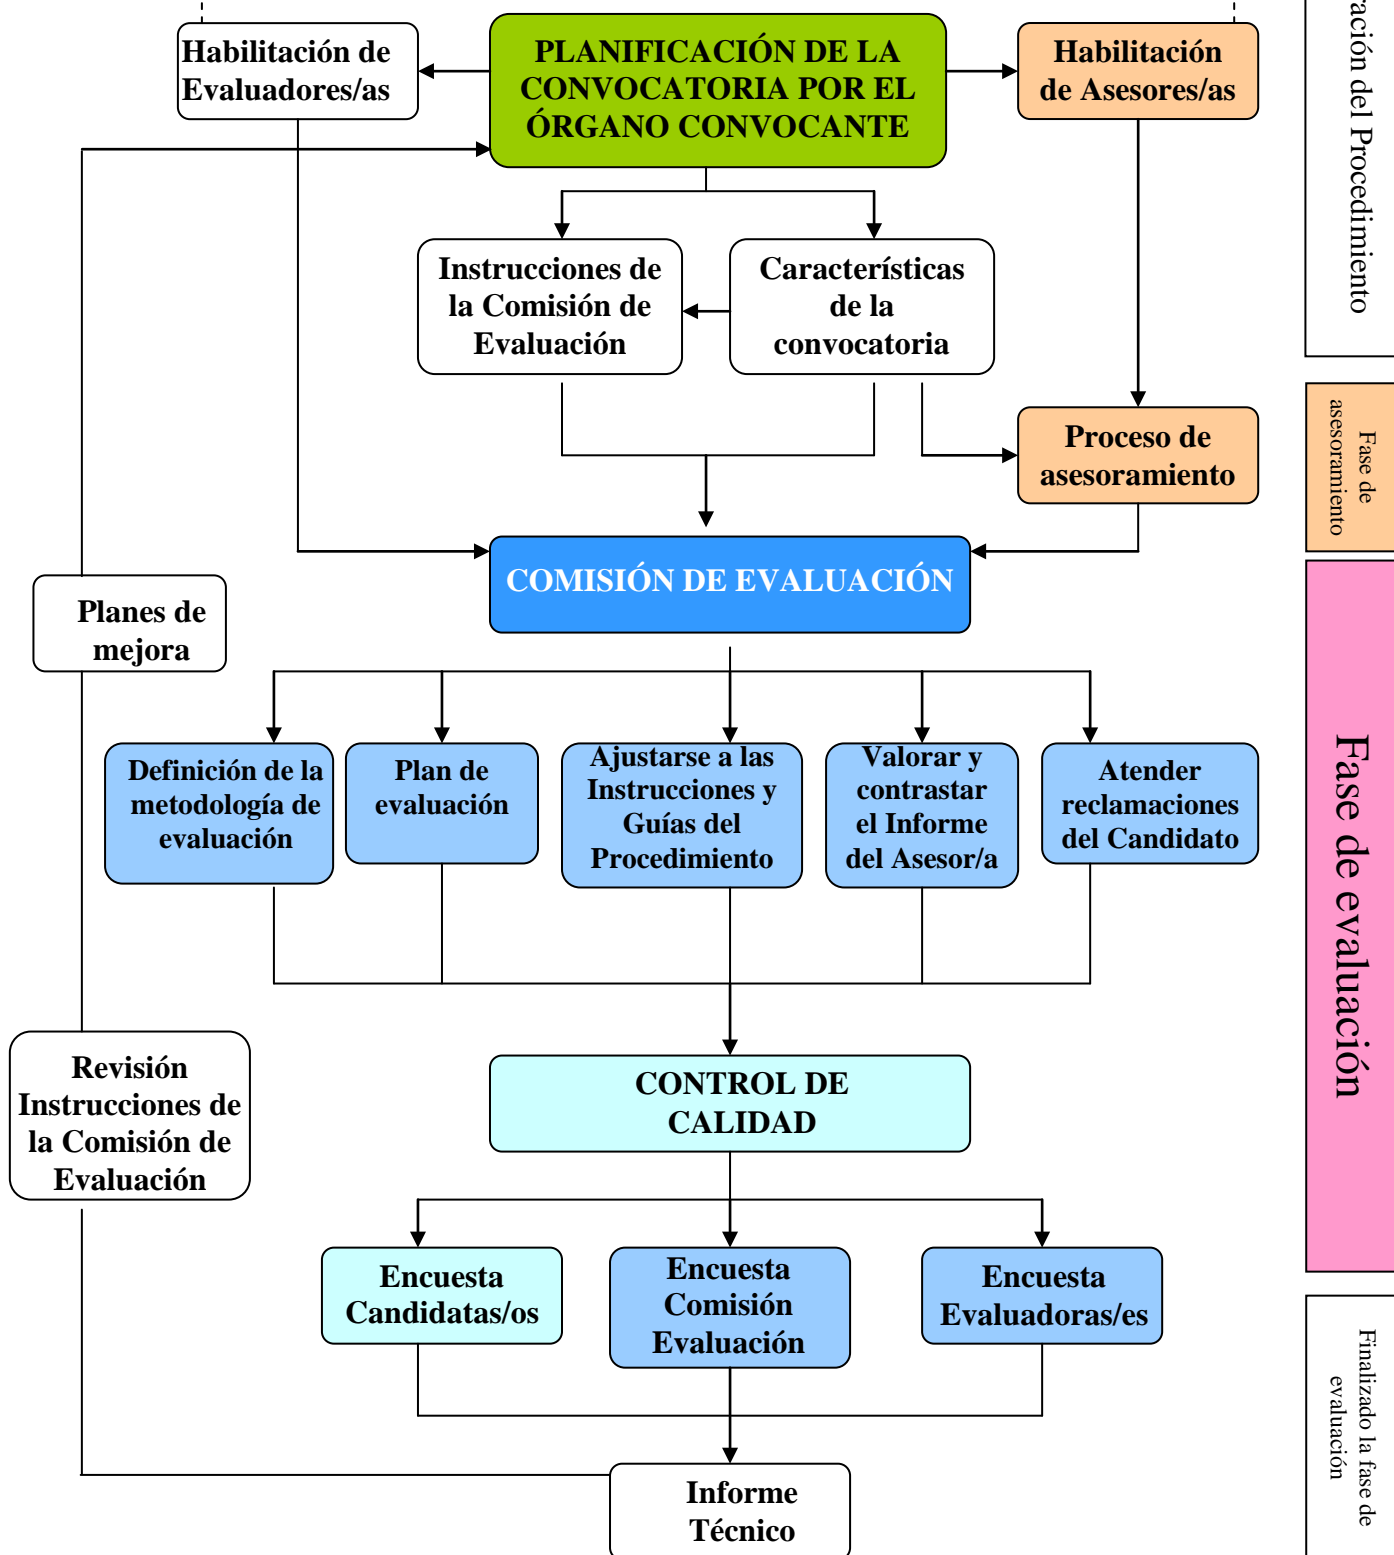 Habilitación de
Evaluadores/as
PLANIFICACIÓN DE LA
CONVOCATORIA POR EL
ÓRGANO CONVOCANTE
Habilitación
de Asesores/as
Instrucciones de
la Comisión de
Evaluación
Características
de la
convocatoria
Proceso de
asesoramiento
COMISIÓN DE EVALUACIÓN
Planes de
mejora
Definición de la
metodología de
evaluación
Plan de
evaluación
Ajustarse a las
Instrucciones y
Guías del
Procedimiento
Valorar y
contrastar
el Informe
del Asesor/a
Atender
reclamaciones
del Candidato
Revisión
Instrucciones de
la Comisión de
Evaluación
CONTROL DE
CALIDAD
Encuesta
Candidatas/os
Encuesta
Comisión
Evaluación
Encuesta
Evaluadoras/es
Informe
Técnico
del Procedimiento
Fase de
asesoramiento
Fase de evaluación
Finalizado la fase de
evaluación